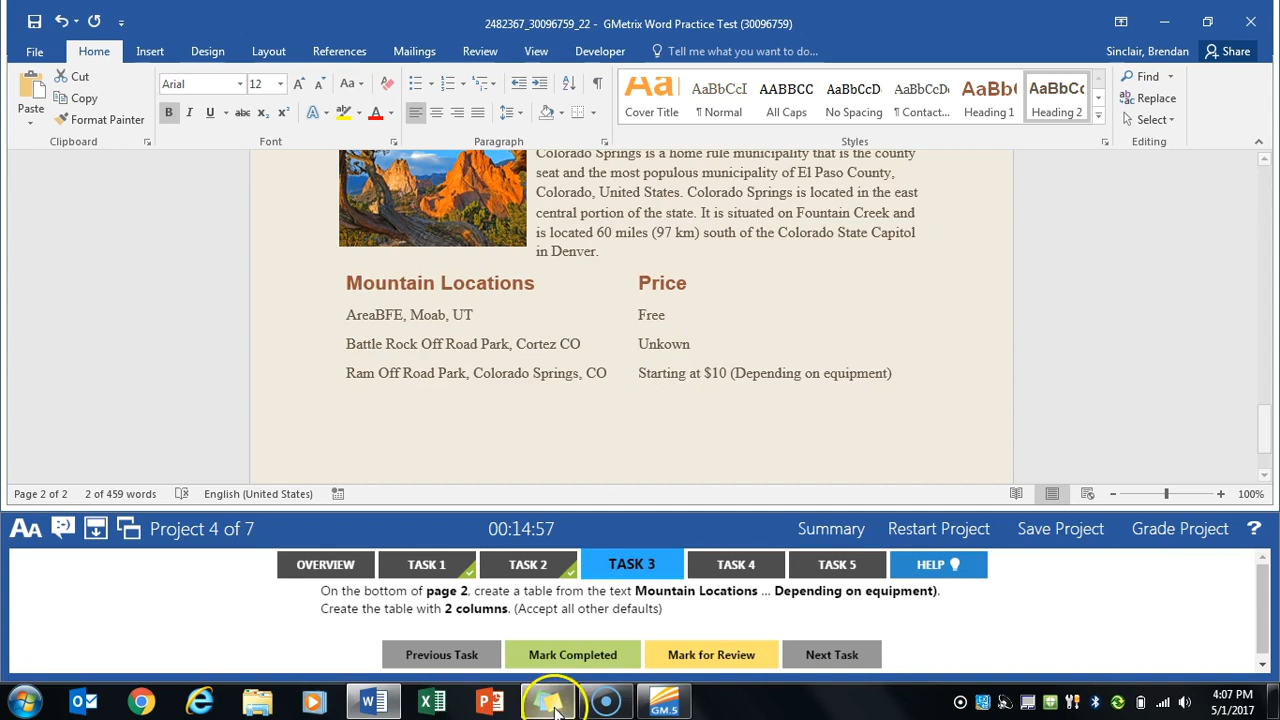 2482367_30096759_22 - GMetrix Word Practice Test (30096759)
File Home Insert Design Layout References Mailings Review View Developer Tell me what you want to do... Sinclair, Brendan Share
Paste Cut Copy Format Painter Clipboard
Arial 12 Font
Paragraph
Cover Title ¶ Normal All Caps No Spacing ¶ Contact... Heading 1 Heading 2 Styles
Find Replace Select Editing
Colorado Springs is a home rule municipality that is the county
seat and the most populous municipality of El Paso County,
Colorado, United States. Colorado Springs is located in the east
central portion of the state. It is situated on Fountain Creek and
is located 60 miles (97 km) south of the Colorado State Capitol
in Denver.
Mountain Locations Price
AreaBFE, Moab, UT Free
Battle Rock Off Road Park, Cortez CO Unkown
Ram Off Road Park, Colorado Springs, CO Starting at $10 (Depending on equipment)
Page 2 of 2 2 of 459 words English (United States) 100%
Project 4 of 7 00:14:57 Summary Restart Project Save Project Grade Project ?
OVERVIEW TASK 1 TASK 2 TASK 3 TASK 4 TASK 5 HELP
On the bottom of page 2, create a table from the text Mountain Locations ... Depending on equipment).
Create the table with 2 columns. (Accept all other defaults)
Previous Task Mark Completed Mark for Review Next Task
GM.5
4:07 PM
5/1/2017